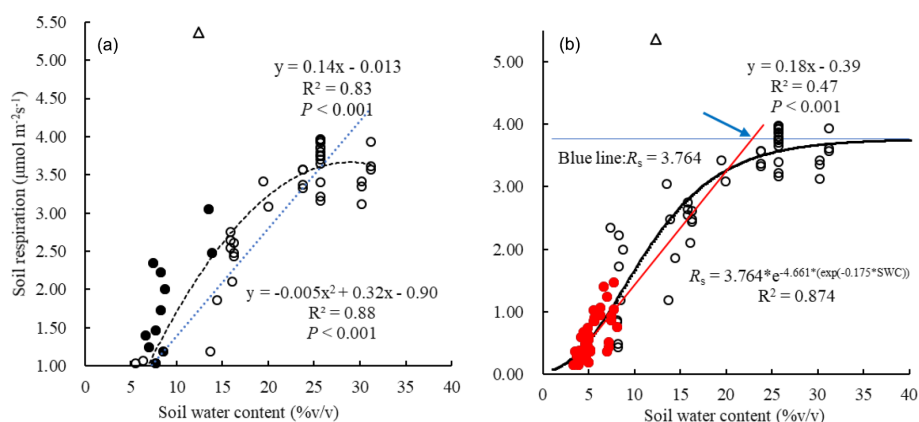 (a)
y = 0.14x - 0.013
R² = 0.83
P < 0.001
y = -0.005x² + 0.32x - 0.90
R² = 0.88
P < 0.001
5.50
5.00
4.50
4.00
3.50
3.00
2.50
2.00
1.50
1.00
0 5 10 15 20 25 30 35 40
Soil respiration (μmol m⁻²s⁻¹)
Soil water content (%v/v)
(b)
y = 0.18x - 0.39
R² = 0.47
P < 0.001
Blue line:Rs = 3.764
Rs = 3.764*e^-4.661*(exp(-0.175*SWC))
R² = 0.874
5.00
4.00
3.00
2.00
1.00
0.00
0 5 10 15 20 25 30 35 40
Soil water content (%v/v)